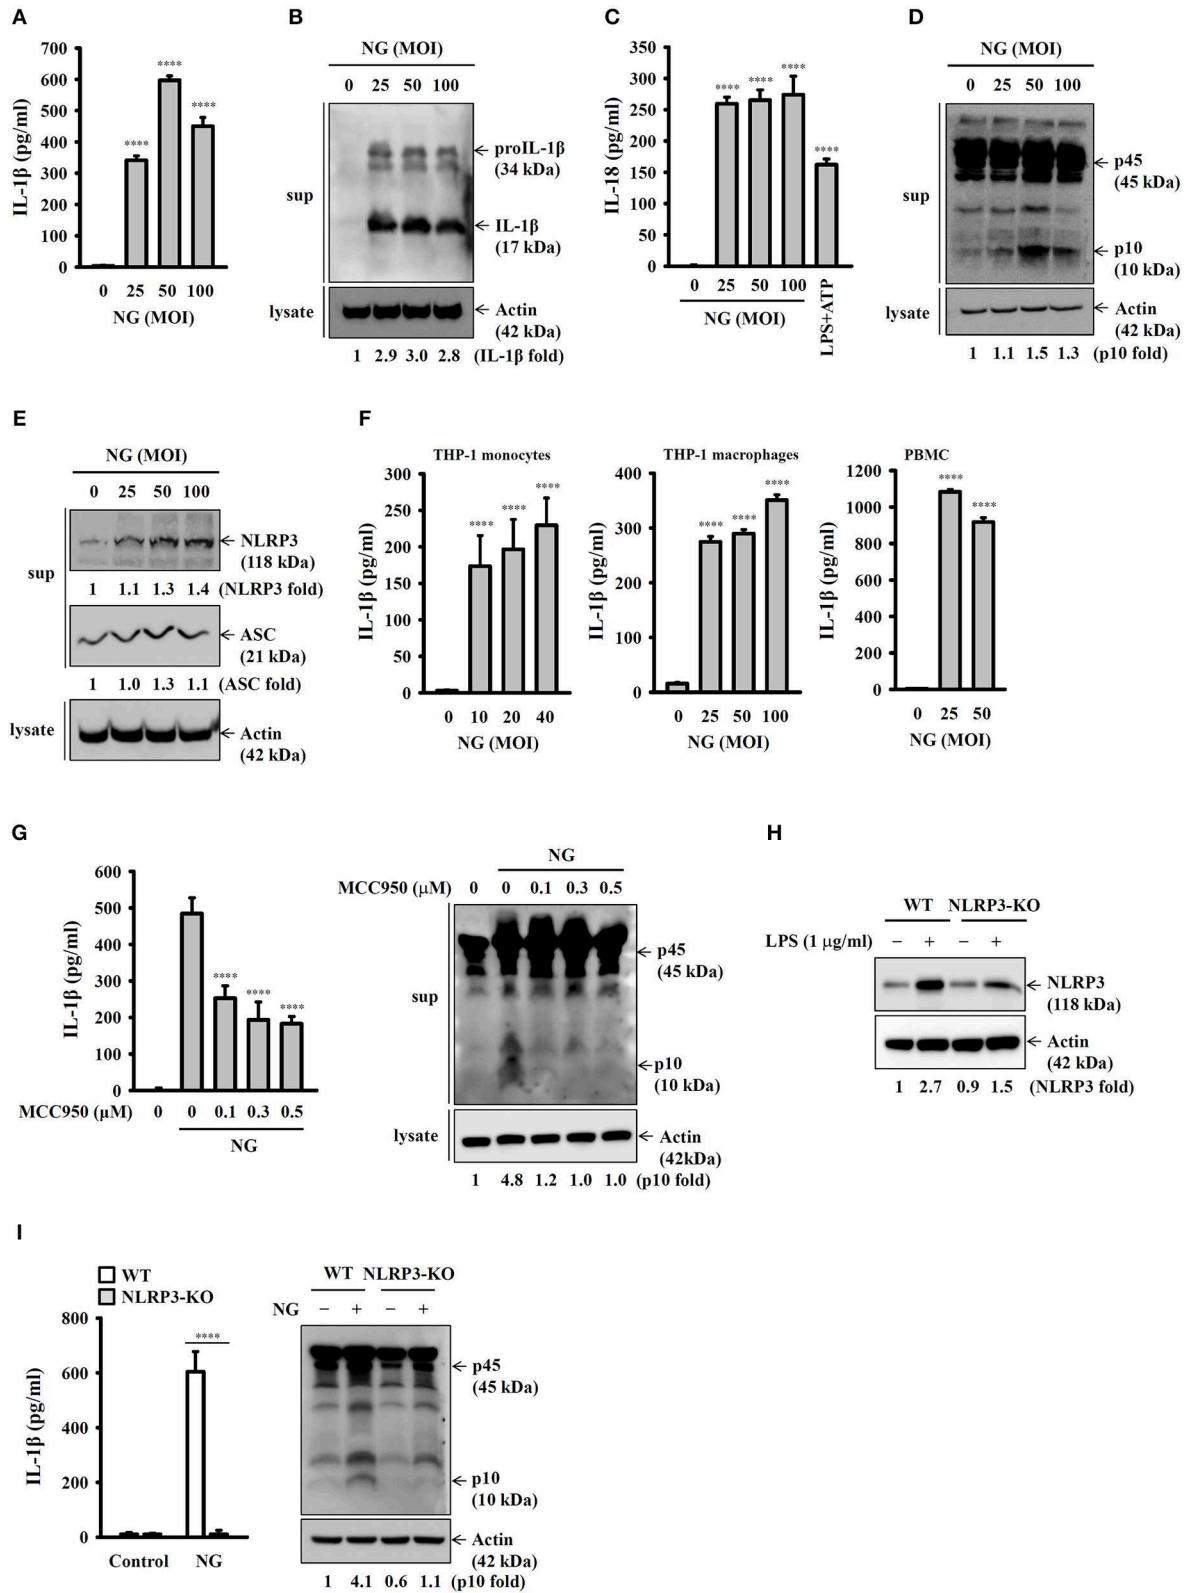 A
700
600
500
400
300
200
100
0
IL-1β (pg/ml)
****
****
****
0 25 50 100
NG (MOI)
B
NG (MOI)
0 25 50 100
sup
proIL-1β
(34 kDa)
IL-1β
(17 kDa)
lysate
Actin
(42 kDa)
1 2.9 3.0 2.8 (IL-1β fold)
C
350
300
250
200
150
100
50
0
IL-18 (pg/ml)
****
****
****
****
0 25 50 100 LPS+ATP
NG (MOI)
D
NG (MOI)
0 25 50 100
sup
p45
(45 kDa)
p10
(10 kDa)
lysate
Actin
(42 kDa)
1 1.1 1.5 1.3 (p10 fold)
E
NG (MOI)
0 25 50 100
sup
NLRP3
(118 kDa)
1 1.1 1.3 1.4 (NLRP3 fold)
ASC
(21 kDa)
1 1.0 1.3 1.1 (ASC fold)
lysate
Actin
(42 kDa)
F
THP-1 monocytes
300
250
200
150
100
50
0
IL-1β (pg/ml)
****
****
****
0 10 20 40
NG (MOI)
THP-1 macrophages
400
300
200
100
0
IL-1β (pg/ml)
****
****
****
0 25 50 100
NG (MOI)
PBMC
1200
1000
800
600
400
200
0
IL-1β (pg/ml)
****
****
0 25 50
NG (MOI)
G
600
500
400
300
200
100
0
IL-1β (pg/ml)
****
****
****
MCC950 (μM) 0 0 0.1 0.3 0.5
NG
NG
MCC950 (μM) 0 0 0.1 0.3 0.5
sup
p45
(45 kDa)
p10
(10 kDa)
lysate
Actin
(42kDa)
1 4.8 1.2 1.0 1.0 (p10 fold)
H
WT NLRP3-KO
LPS (1 μg/ml) − + − +
NLRP3
(118 kDa)
Actin
(42 kDa)
1 2.7 0.9 1.5 (NLRP3 fold)
I
WT
NLRP3-KO
800
600
400
200
0
IL-1β (pg/ml)
****
Control NG
WT NLRP3-KO
NG − + − +
p45
(45 kDa)
p10
(10 kDa)
Actin
(42 kDa)
1 4.1 0.6 1.1 (p10 fold)